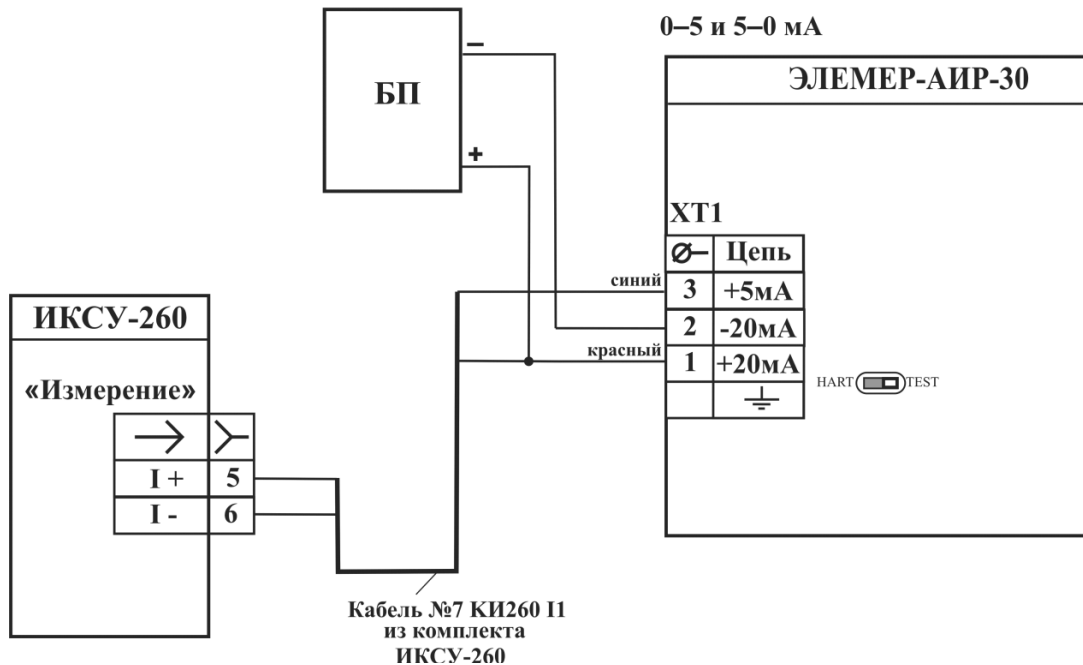 0–5 и 5–0 мА
БП
–
+
ЭЛЕМЕР-АИР-30
XT1
Цепь
синий
3 +5мА
2 -20мА
красный
1 +20мА
HART TEST
ИКСУ-260
«Измерение»
I + 5
I - 6
Кабель №7 КИ260 I1
из комплекта
ИКСУ-260